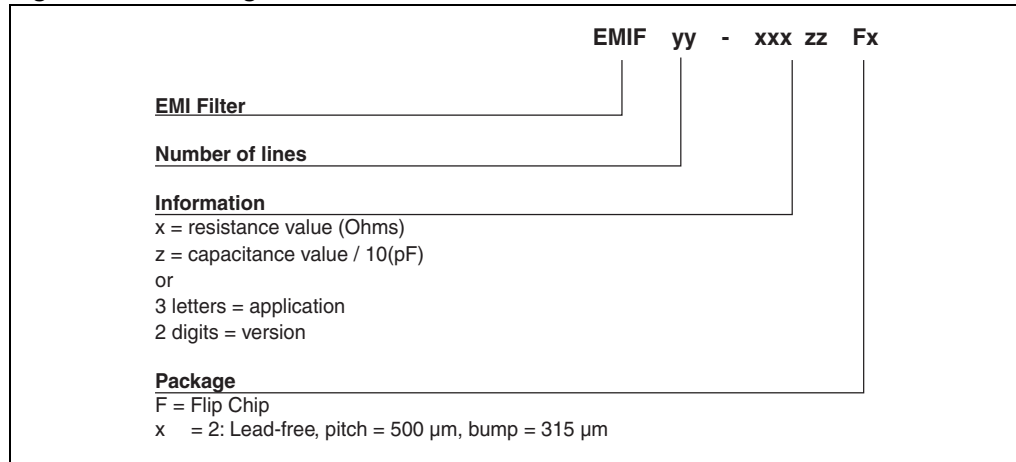 EMIF yy - xxx zz Fx
EMI Filter
Number of lines
Information
x = resistance value (Ohms)
z = capacitance value / 10(pF)
or
3 letters = application
2 digits = version
Package
F = Flip Chip
x = 2: Lead-free, pitch = 500 µm, bump = 315 µm